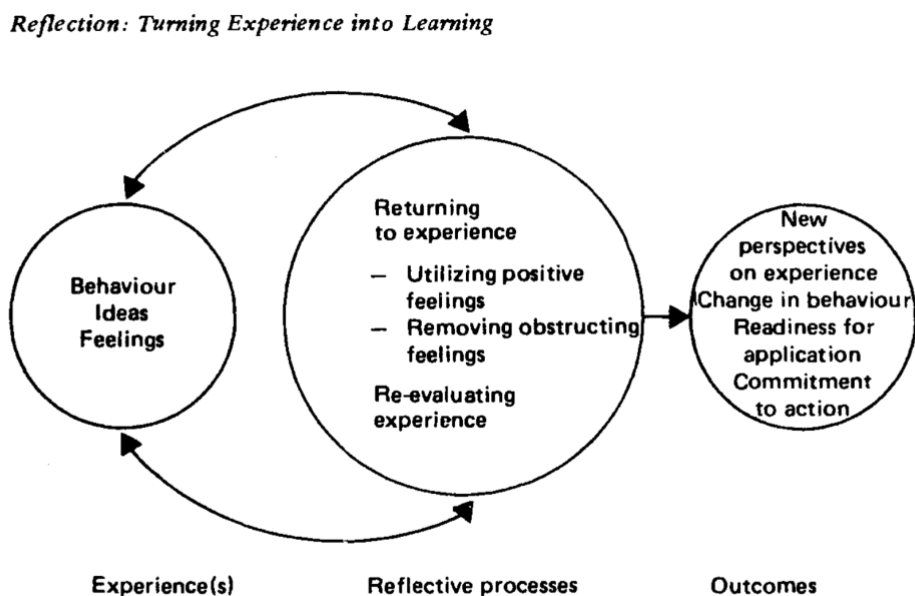 Reflection: Turning Experience into Learning
Behaviour
Ideas
Feelings
Returning
to experience
– Utilizing positive
feelings
– Removing obstructing
feelings
Re-evaluating
experience
New
perspectives
on experience
Change in behaviour
Readiness for
application
Commitment
to action
Experience(s)
Reflective processes
Outcomes